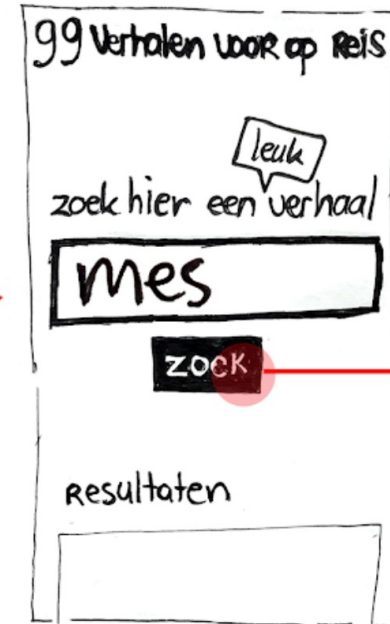 99 Verhalen voor op Reis
leuk
zoek hier een verhaal
mes
zoek
Resultaten